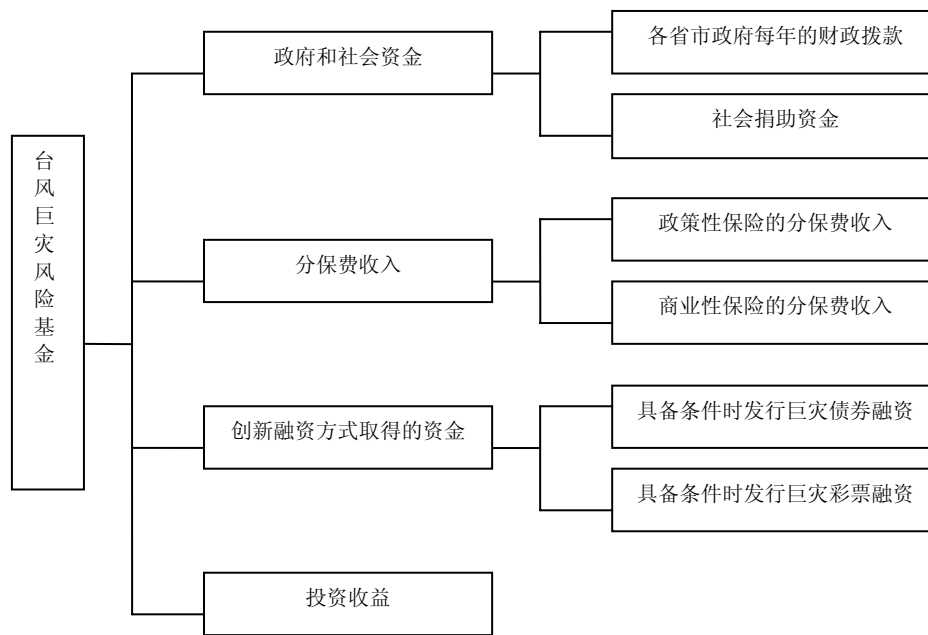 台风巨灾风险基金
政府和社会资金
各省市政府每年的财政拨款
社会捐助资金
分保费收入
政策性保险的分保费收入
商业性保险的分保费收入
创新融资方式取得的资金
具备条件时发行巨灾债券融资
具备条件时发行巨灾彩票融资
投资收益